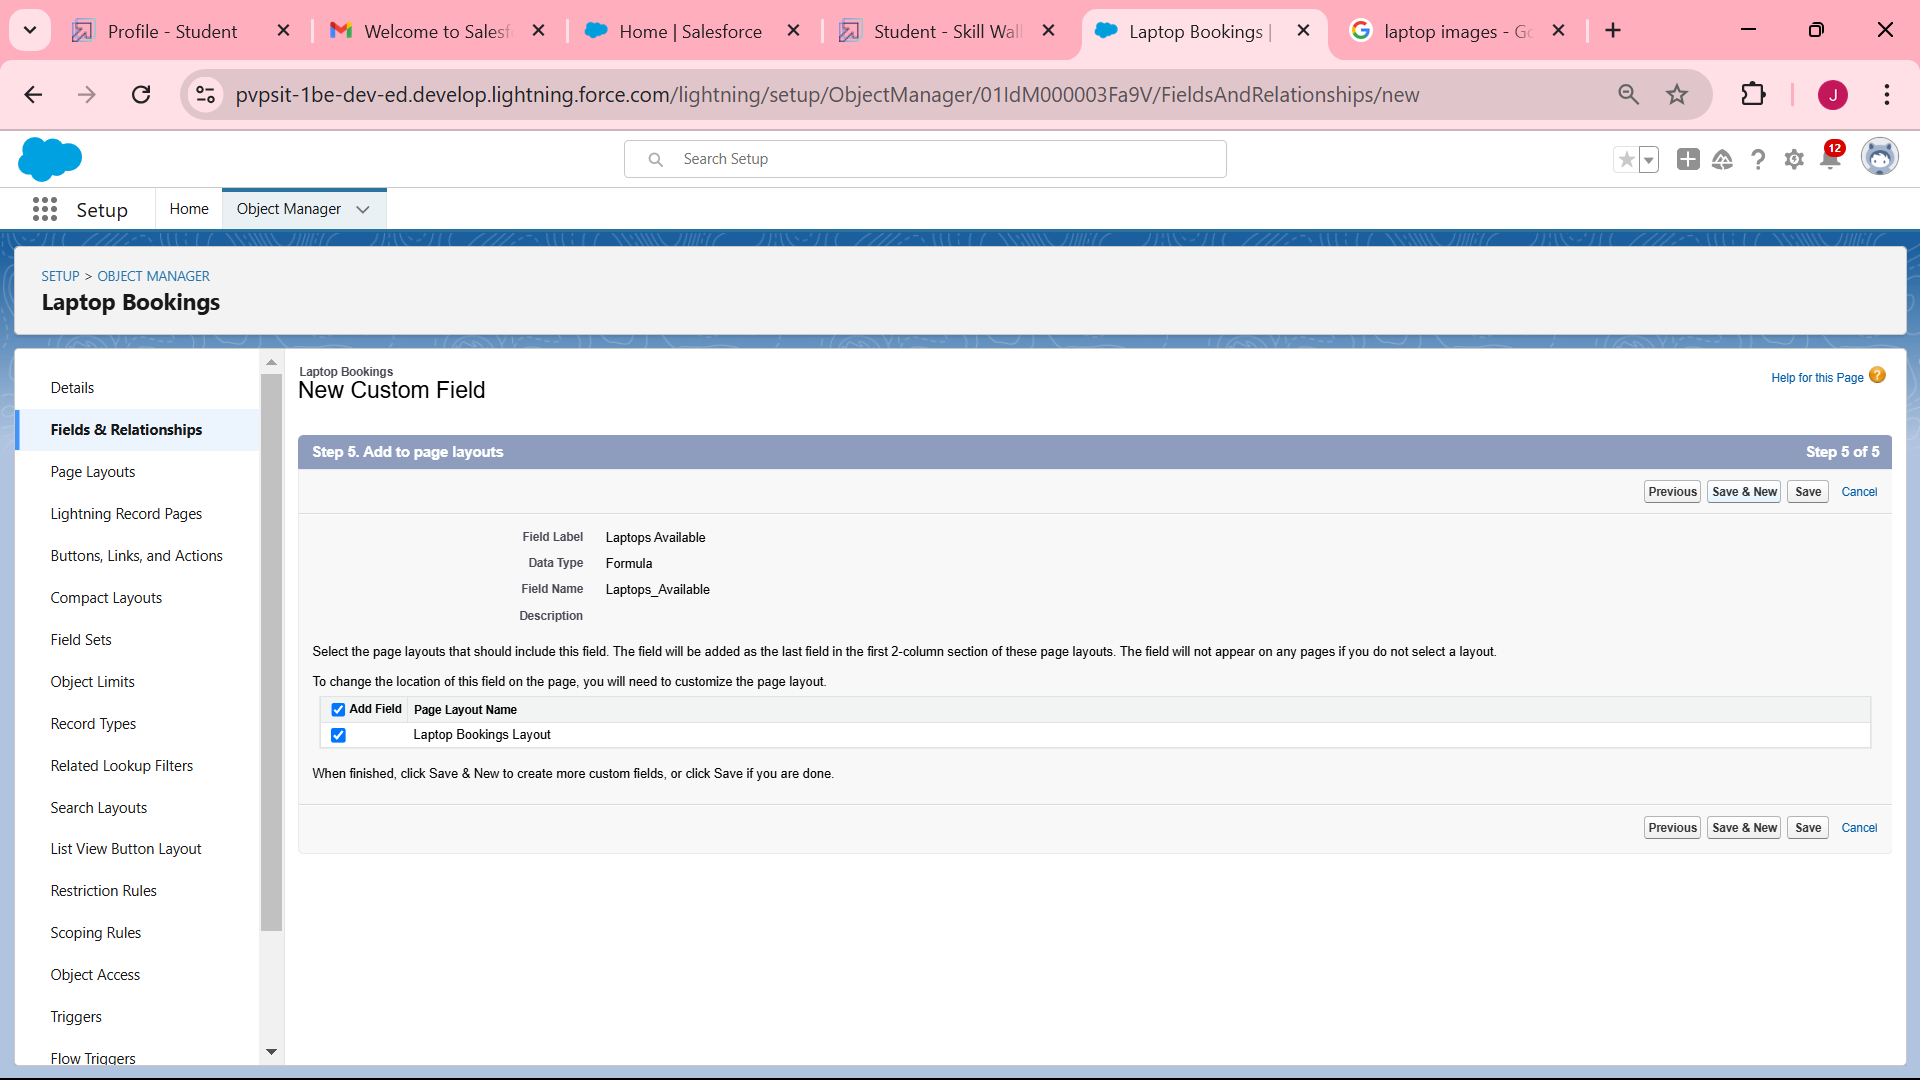 Profile - Student
Welcome to Salesf
Home | Salesforce
Student - Skill Wall
Laptop Bookings |
laptop images - Go
pvpsit-1be-dev-ed.develop.lightning.force.com/lightning/setup/ObjectManager/01IdM000003Fa9V/FieldsAndRelationships/new
J
Search Setup
12
Setup
Home
Object Manager
SETUP > OBJECT MANAGER
Laptop Bookings
Details
Fields & Relationships
Page Layouts
Lightning Record Pages
Buttons, Links, and Actions
Compact Layouts
Field Sets
Object Limits
Record Types
Related Lookup Filters
Search Layouts
List View Button Layout
Restriction Rules
Scoping Rules
Object Access
Triggers
Flow Triggers
Laptop Bookings
New Custom Field
Help for this Page ?
Step 5. Add to page layouts
Step 5 of 5
Previous Save & New Save Cancel
Field Label Laptops Available
Data Type Formula
Field Name Laptops_Available
Description
Select the page layouts that should include this field. The field will be added as the last field in the first 2-column section of these page layouts. The field will not appear on any pages if you do not select a layout.
To change the location of this field on the page, you will need to customize the page layout.
Add Field Page Layout Name
Laptop Bookings Layout
When finished, click Save & New to create more custom fields, or click Save if you are done.
Previous Save & New Save Cancel